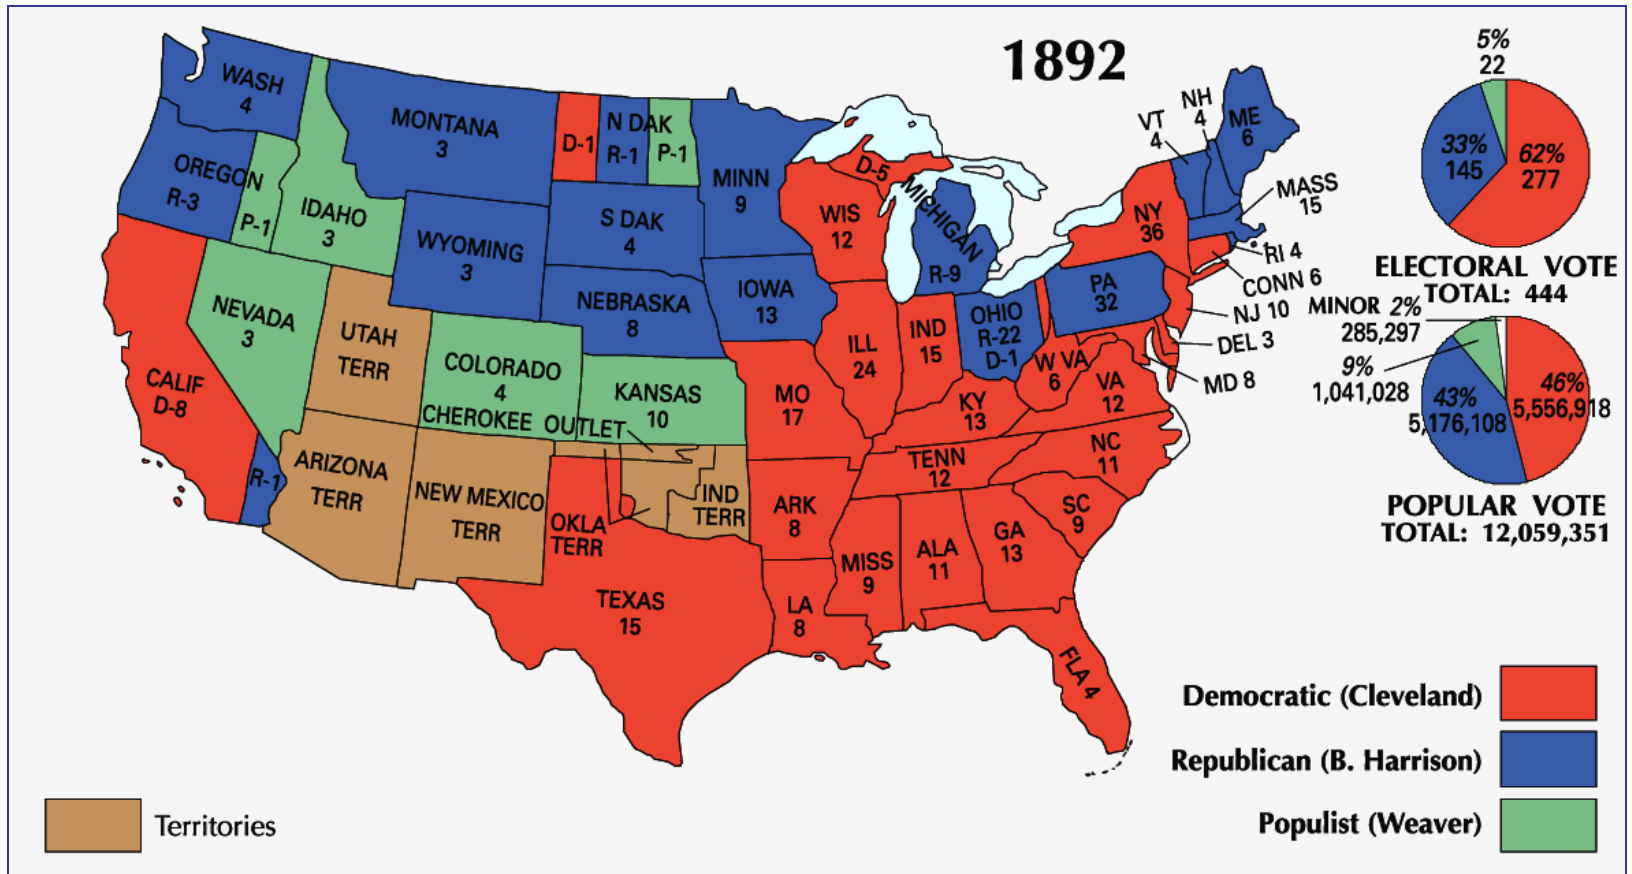 1892
WASH
4
OREGON
R-3
P-1
CALIF
D-8
R-1
NEVADA
3
IDAHO
3
MONTANA
3
WYOMING
3
UTAH
TERR
COLORADO
4
ARIZONA
TERR
NEW MEXICO
TERR
D-1
N DAK
R-1
P-1
S DAK
4
NEBRASKA
8
KANSAS
10
CHEROKEE OUTLET
OKLA
TERR
IND
TERR
TEXAS
15
MINN
9
IOWA
13
MO
17
ARK
8
LA
8
WIS
12
D-5
MICHIGAN
R-9
ILL
24
IND
15
OHIO
R-22
D-1
KY
13
TENN
12
MISS
9
ALA
11
GA
13
FLA 4
SC
9
NC
11
VA
12
W VA
6
PA
32
NY
36
VT
4
NH
4
ME
6
MASS
15
RI 4
CONN 6
NJ 10
DEL 3
MD 8
5%
22
33%
145
62%
277
ELECTORAL VOTE
TOTAL: 444
MINOR 2%
285,297
9%
1,041,028
43%
5,176,108
46%
5,556,918
POPULAR VOTE
TOTAL: 12,059,351
Democratic (Cleveland)
Republican (B. Harrison)
Populist (Weaver)
Territories